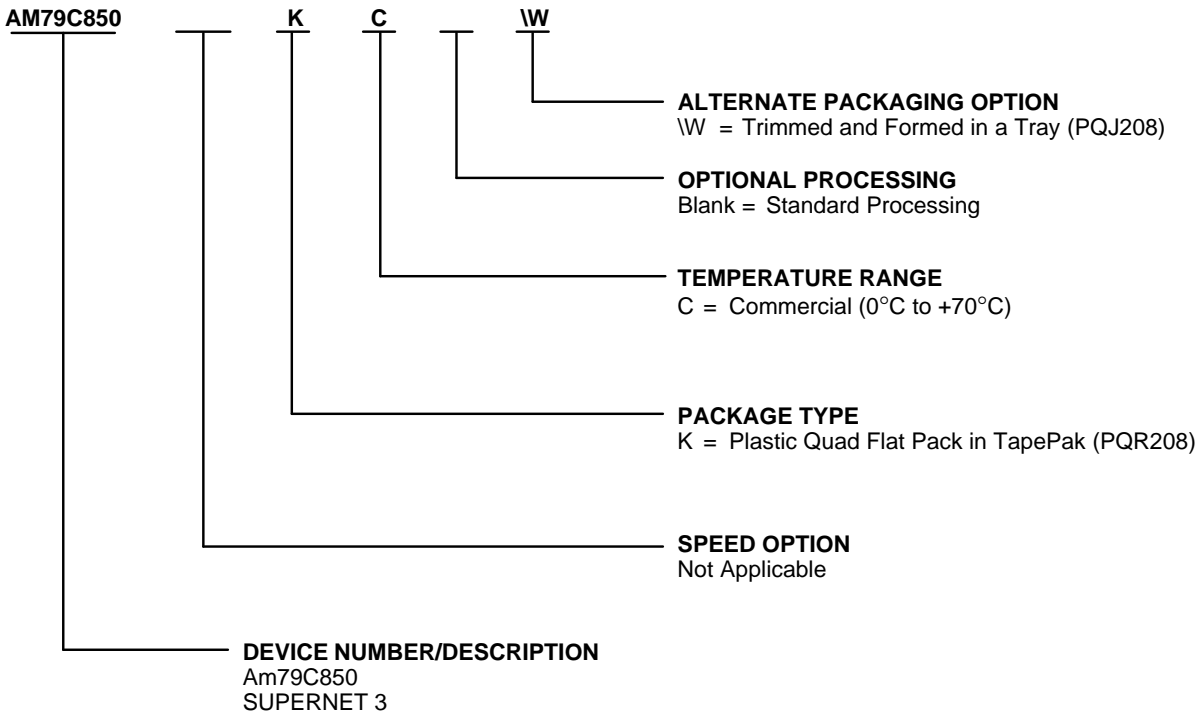 AM79C850 K C \W
ALTERNATE PACKAGING OPTION
\W = Trimmed and Formed in a Tray (PQJ208)
OPTIONAL PROCESSING
Blank = Standard Processing
TEMPERATURE RANGE
C = Commercial (0°C to +70°C)
PACKAGE TYPE
K = Plastic Quad Flat Pack in TapePak (PQR208)
SPEED OPTION
Not Applicable
DEVICE NUMBER/DESCRIPTION
Am79C850
SUPERNET 3